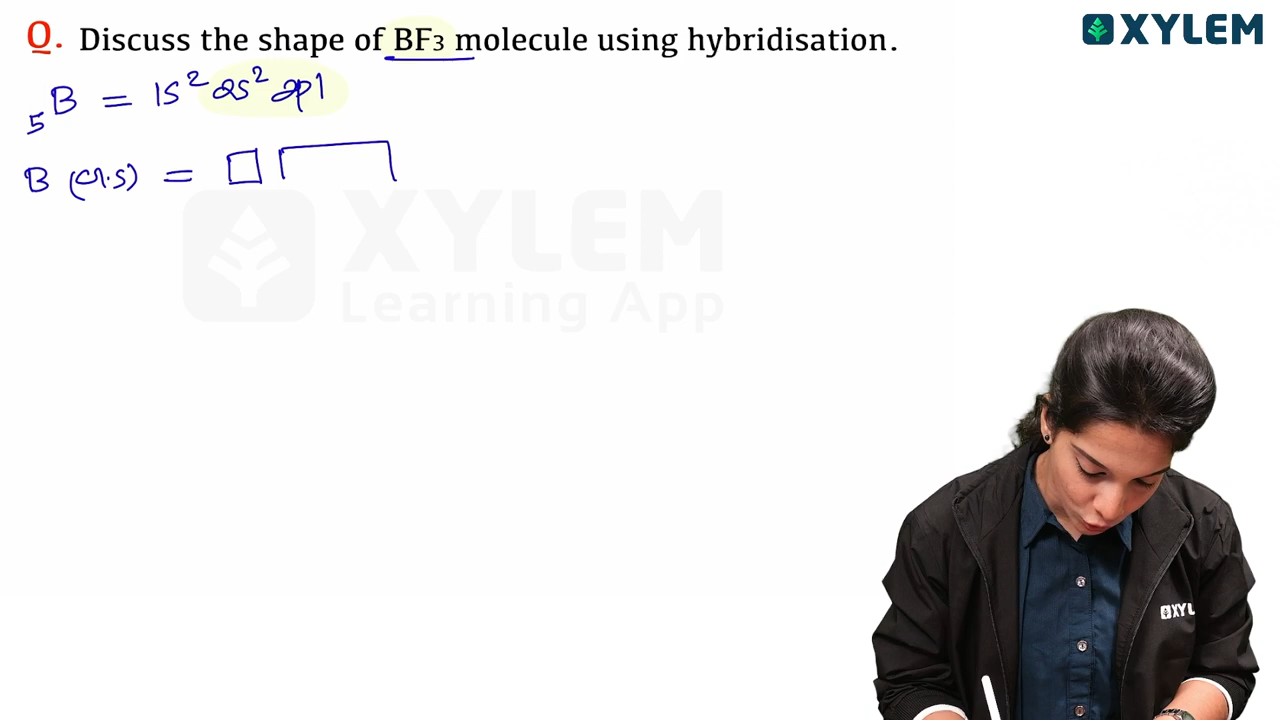 Q. Discuss the shape of BF₃ molecule using hybridisation.
XYLEM
₅B = 1s² 2s² 2p1
B (G.S) =
XYLEM
Learning App
XYL